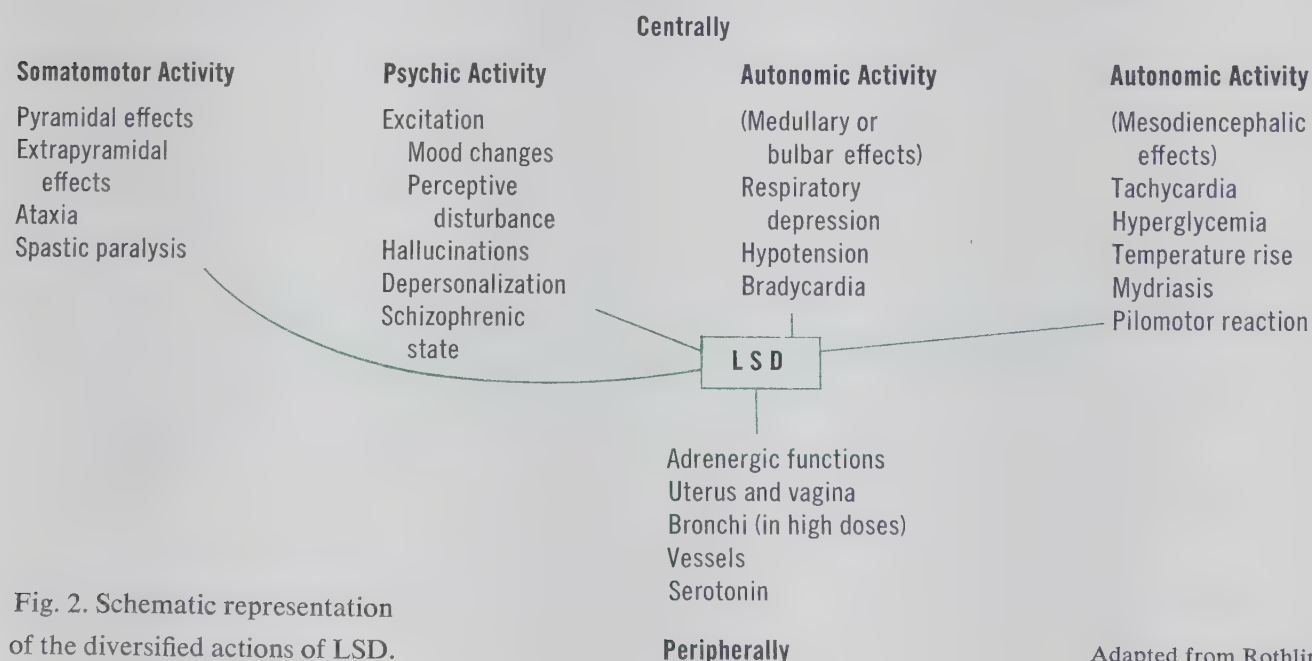 Centrally
Somatomotor Activity
Pyramidal effects
Extrapyramidal
effects
Ataxia
Spastic paralysis
Psychic Activity
Excitation
Mood changes
Perceptive
disturbance
Hallucinations
Depersonalization
Schizophrenic
state
Autonomic Activity
(Medullary or
bulbar effects)
Respiratory
depression
Hypotension
Bradycardia
Autonomic Activity
(Mesodiencephalic
effects)
Tachycardia
Hyperglycemia
Temperature rise
Mydriasis
Pilomotor reaction
LSD
Adrenergic functions
Uterus and vagina
Bronchi (in high doses)
Vessels
Serotonin
Peripherally
Fig. 2. Schematic representation
of the diversified actions of LSD.
Adapted from Rothlin